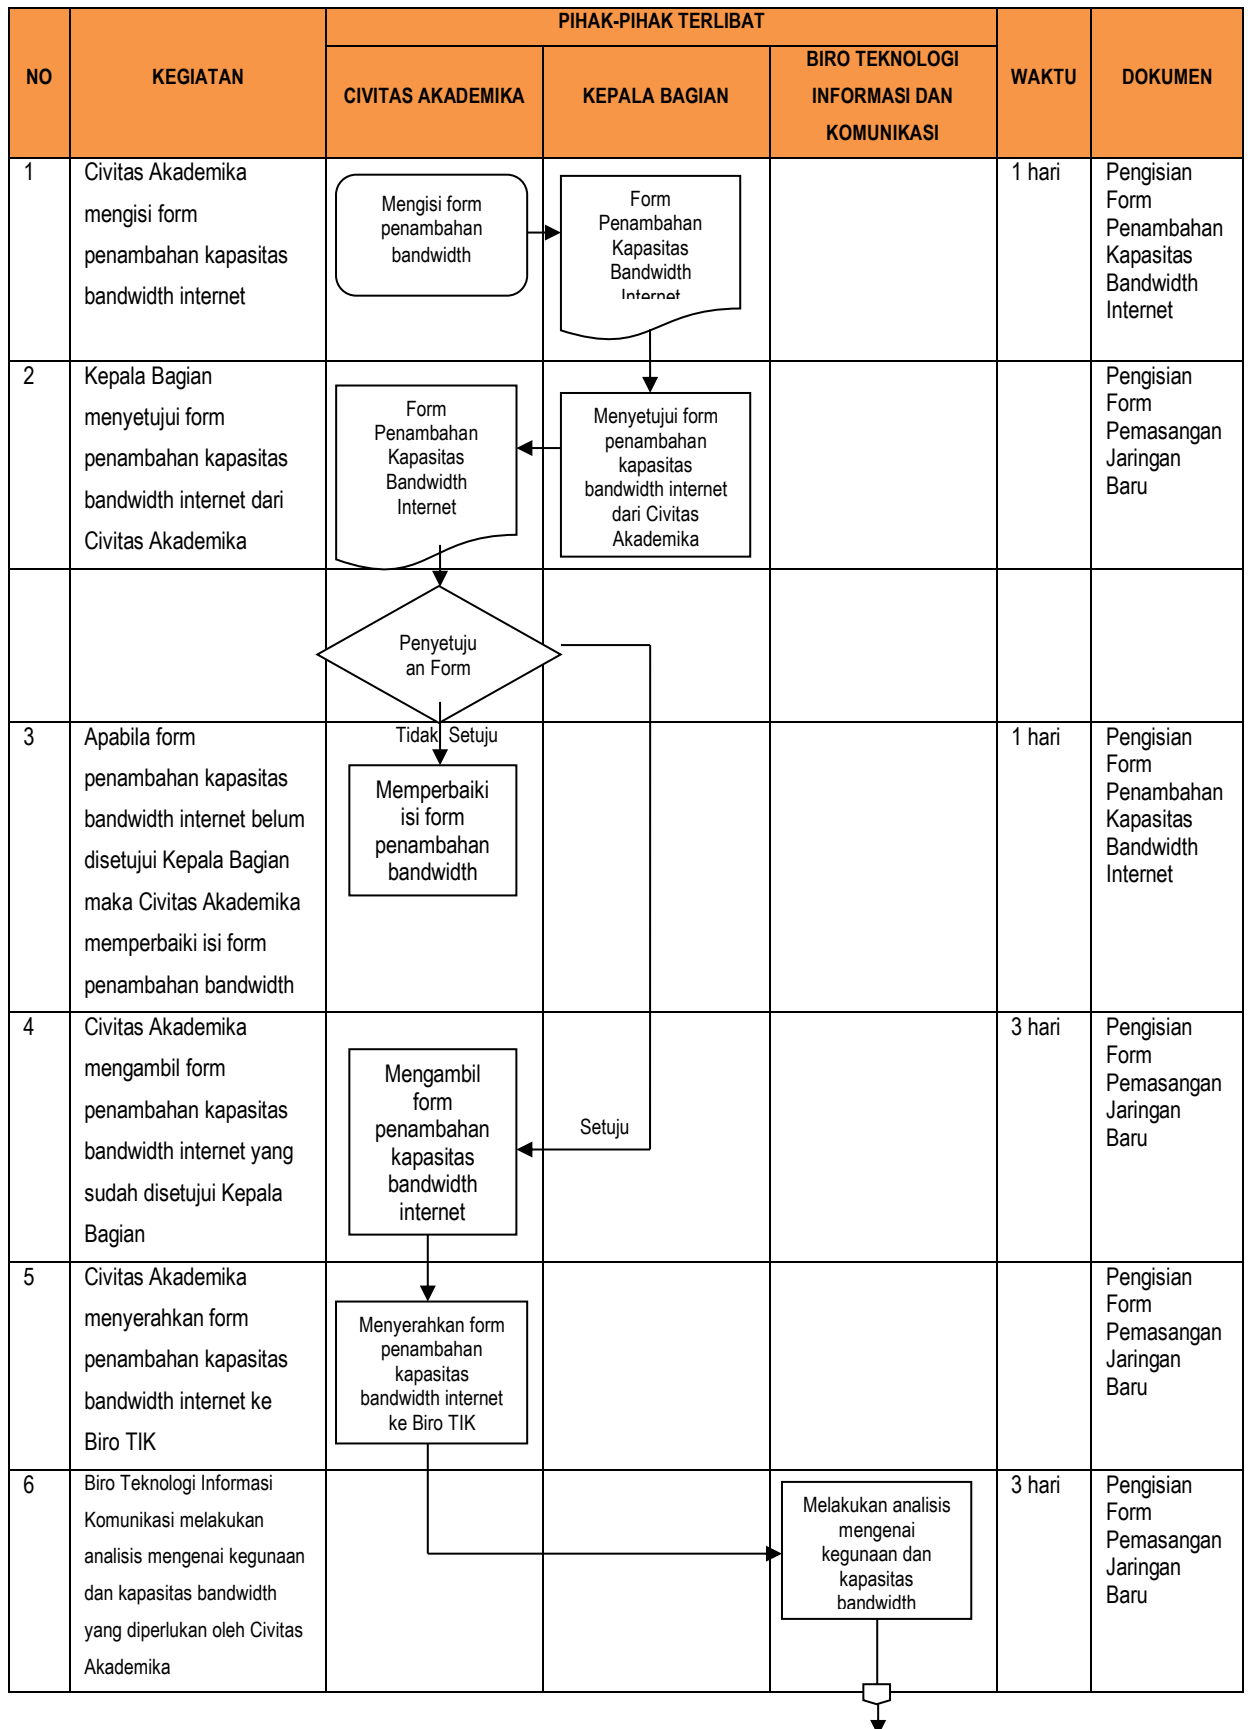 PIHAK-PIHAK TERLIBAT
NO
KEGIATAN
CIVITAS AKADEMIKA
KEPALA BAGIAN
BIRO TEKNOLOGI
INFORMASI DAN
KOMUNIKASI
WAKTU
DOKUMEN
1
Civitas Akademika
mengisi form
penambahan kapasitas
bandwidth internet
Mengisi form
penambahan
bandwidth
Form
Penambahan
Kapasitas
Bandwidth
Internet
1 hari
Pengisian
Form
Penambahan
Kapasitas
Bandwidth
Internet
2
Kepala Bagian
menyetujui form
penambahan kapasitas
bandwidth internet dari
Civitas Akademika
Form
Penambahan
Kapasitas
Bandwidth
Internet
Menyetujui form
penambahan
kapasitas
bandwidth internet
dari Civitas
Akademika
Pengisian
Form
Pemasangan
Jaringan
Baru
Penyetuju
an Form
3
Apabila form
penambahan kapasitas
bandwidth internet belum
disetujui Kepala Bagian
maka Civitas Akademika
memperbaiki isi form
penambahan bandwidth
Tidak Setuju
Memperbaiki
isi form
penambahan
bandwidth
1 hari
Pengisian
Form
Penambahan
Kapasitas
Bandwidth
Internet
4
Civitas Akademika
mengambil form
penambahan kapasitas
bandwidth internet yang
sudah disetujui Kepala
Bagian
Mengambil
form
penambahan
kapasitas
bandwidth
internet
Setuju
3 hari
Pengisian
Form
Pemasangan
Jaringan
Baru
5
Civitas Akademika
menyerahkan form
penambahan kapasitas
bandwidth internet ke
Biro TIK
Menyerahkan form
penambahan
kapasitas
bandwidth internet
ke Biro TIK
Pengisian
Form
Pemasangan
Jaringan
Baru
6
Biro Teknologi Informasi
Komunikasi melakukan
analisis mengenai kegunaan
dan kapasitas bandwidth
yang diperlukan oleh Civitas
Akademika
Melakukan analisis
mengenai
kegunaan dan
kapasitas
bandwidth
3 hari
Pengisian
Form
Pemasangan
Jaringan
Baru